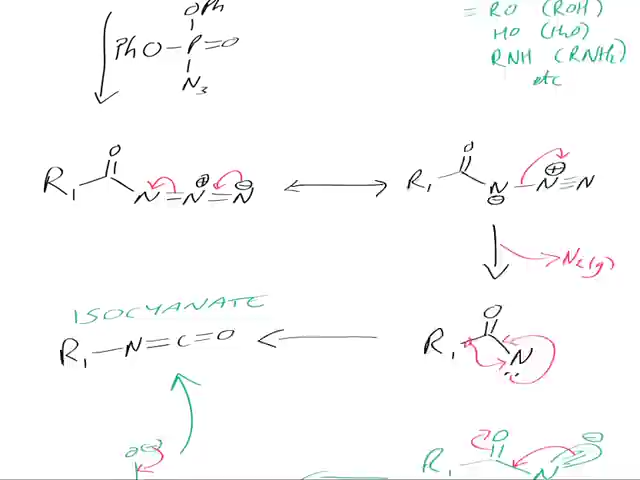 OPh
= RO (ROH)
PhO-P=O
HO (H2O)
N3
RNH (RNH2)
etc
O
O
R1 N=N=N
⊕ ⊖
R1 N-N≡N
⊖ ⊕
N2(g)
ISOCYANATE
O
R1-N=C=O
R1 N
O(-)
O
R1 N
⊖